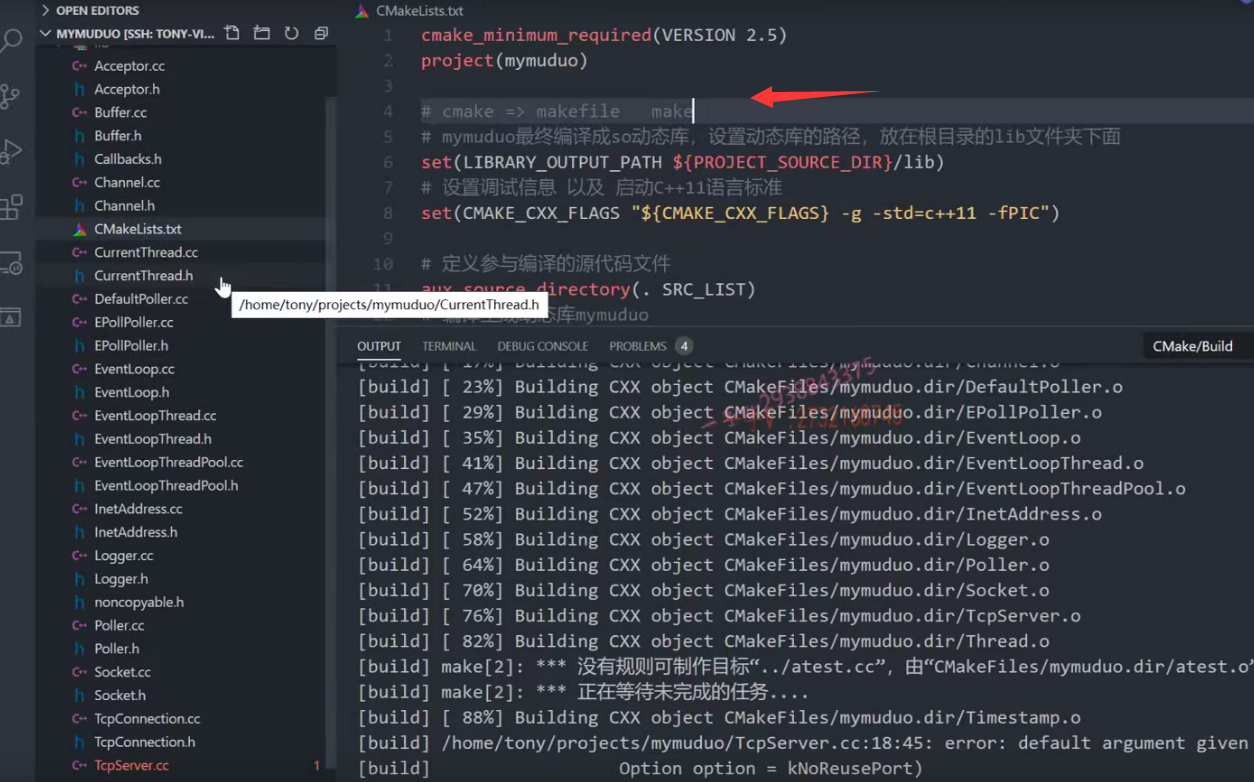 OPEN EDITORS
MYMUDUO [SSH: TONY-VI...
lib
Acceptor.cc
Acceptor.h
Buffer.cc
Buffer.h
Callbacks.h
Channel.cc
Channel.h
CMakeLists.txt
CurrentThread.cc
CurrentThread.h
DefaultPoller.cc
EPollPoller.cc
EPollPoller.h
EventLoop.cc
EventLoop.h
EventLoopThread.cc
EventLoopThread.h
EventLoopThreadPool.cc
EventLoopThreadPool.h
InetAddress.cc
InetAddress.h
Logger.cc
Logger.h
noncopyable.h
Poller.cc
Poller.h
Socket.cc
Socket.h
TcpConnection.cc
TcpConnection.h
TcpServer.cc 1
/home/tony/projects/mymuduo/CurrentThread.h
CMakeLists.txt
1 cmake_minimum_required(VERSION 2.5)
2 project(mymuduo)
3
4 # cmake => makefile make
5 # mymuduo最终编译成so动态库，设置动态库的路径，放在根目录的lib文件夹下面
6 set(LIBRARY_OUTPUT_PATH ${PROJECT_SOURCE_DIR}/lib)
7 # 设置调试信息 以及 启动C++11语言标准
8 set(CMAKE_CXX_FLAGS "${CMAKE_CXX_FLAGS} -g -std=c++11 -fPIC")
9
10 # 定义参与编译的源代码文件
11 aux_source_directory(. SRC_LIST)
mymuduo
OUTPUT TERMINAL DEBUG CONSOLE PROBLEMS 4 CMake/Build
[build] [ 17%] Building CXX object CMakeFiles/mymuduo.dir/Channel.o
[build] [ 23%] Building CXX object CMakeFiles/mymuduo.dir/DefaultPoller.o
[build] [ 29%] Building CXX object CMakeFiles/mymuduo.dir/EPollPoller.o
[build] [ 35%] Building CXX object CMakeFiles/mymuduo.dir/EventLoop.o
[build] [ 41%] Building CXX object CMakeFiles/mymuduo.dir/EventLoopThread.o
[build] [ 47%] Building CXX object CMakeFiles/mymuduo.dir/EventLoopThreadPool.o
[build] [ 52%] Building CXX object CMakeFiles/mymuduo.dir/InetAddress.o
[build] [ 58%] Building CXX object CMakeFiles/mymuduo.dir/Logger.o
[build] [ 64%] Building CXX object CMakeFiles/mymuduo.dir/Poller.o
[build] [ 70%] Building CXX object CMakeFiles/mymuduo.dir/Socket.o
[build] [ 76%] Building CXX object CMakeFiles/mymuduo.dir/TcpServer.o
[build] [ 82%] Building CXX object CMakeFiles/mymuduo.dir/Thread.o
[build] make[2]: *** 没有规则可制作目标“../atest.cc”，由“CMakeFiles/mymuduo.dir/atest.o”
[build] make[2]: *** 正在等待未完成的任务....
[build] [ 88%] Building CXX object CMakeFiles/mymuduo.dir/Timestamp.o
[build] /home/tony/projects/mymuduo/TcpServer.cc:18:45: error: default argument given
[build] Option option = kNoReusePort)